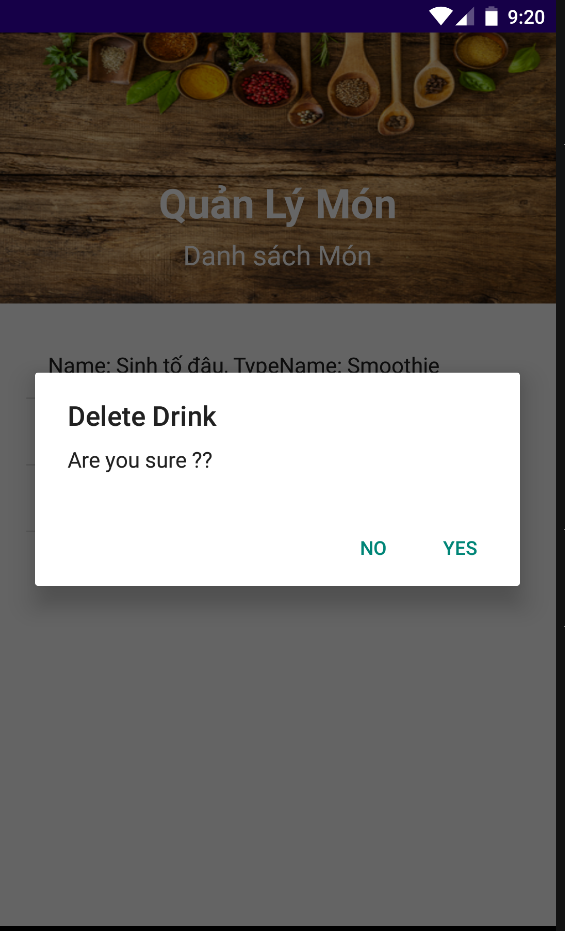 9:20
Quản Lý Món
Danh sách Món
Name: Sinh tố đâu, TypeName: Smoothie
Delete Drink
Are you sure ??
NO YES